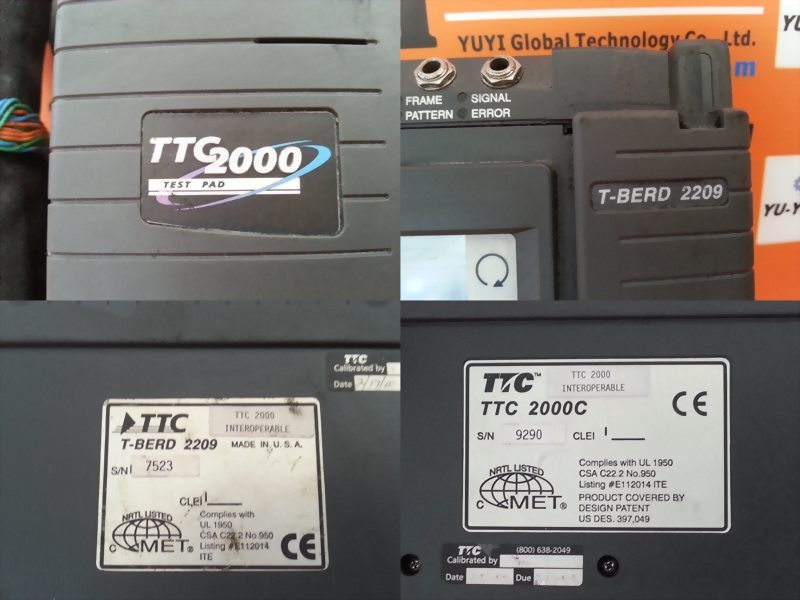 TTC 2000
TEST PAD
YUYI Global Technology Co., Ltd.
FRAME SIGNAL
PATTERN ERROR
T-BERD 2209
TTC
Calibrated by
Date
TTC
TTC 2000
INTEROPERABLE
T-BERD 2209 MADE IN U.S.A.
S/N 7523
CLEI
NRTL LISTED
C MET®
Complies with
UL 1950
CSA C22.2 No.950
Listing #E112014
ITE
CE
TTC™
TTC 2000
INTEROPERABLE
TTC 2000C
CE
S/N 9290 CLEI
NRTL LISTED
C MET®
Complies with UL 1950
CSA C22.2 No.950
Listing #E112014 ITE
PRODUCT COVERED BY
DESIGN PATENT
US DES. 397,049
TTC (800) 638-2049
Calibrated by
Date Due